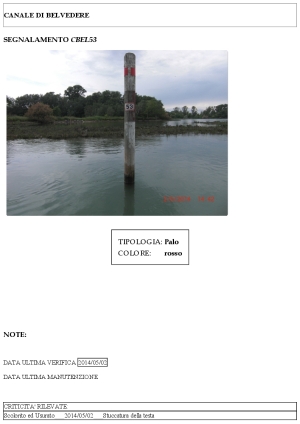 CANALE DI BELVEDERE
SEGNALAMENTO CBEL53
53
TIPOLOGIA: Palo
COLORE: rosso
NOTE:
DATA ULTIMA VERIFICA 2014/05/02
DATA ULTIMA MANUTENZIONE
CRITICITA' RILEVATE
Scolorito ed Usurato 2014/05/02 Stuccatura della testa